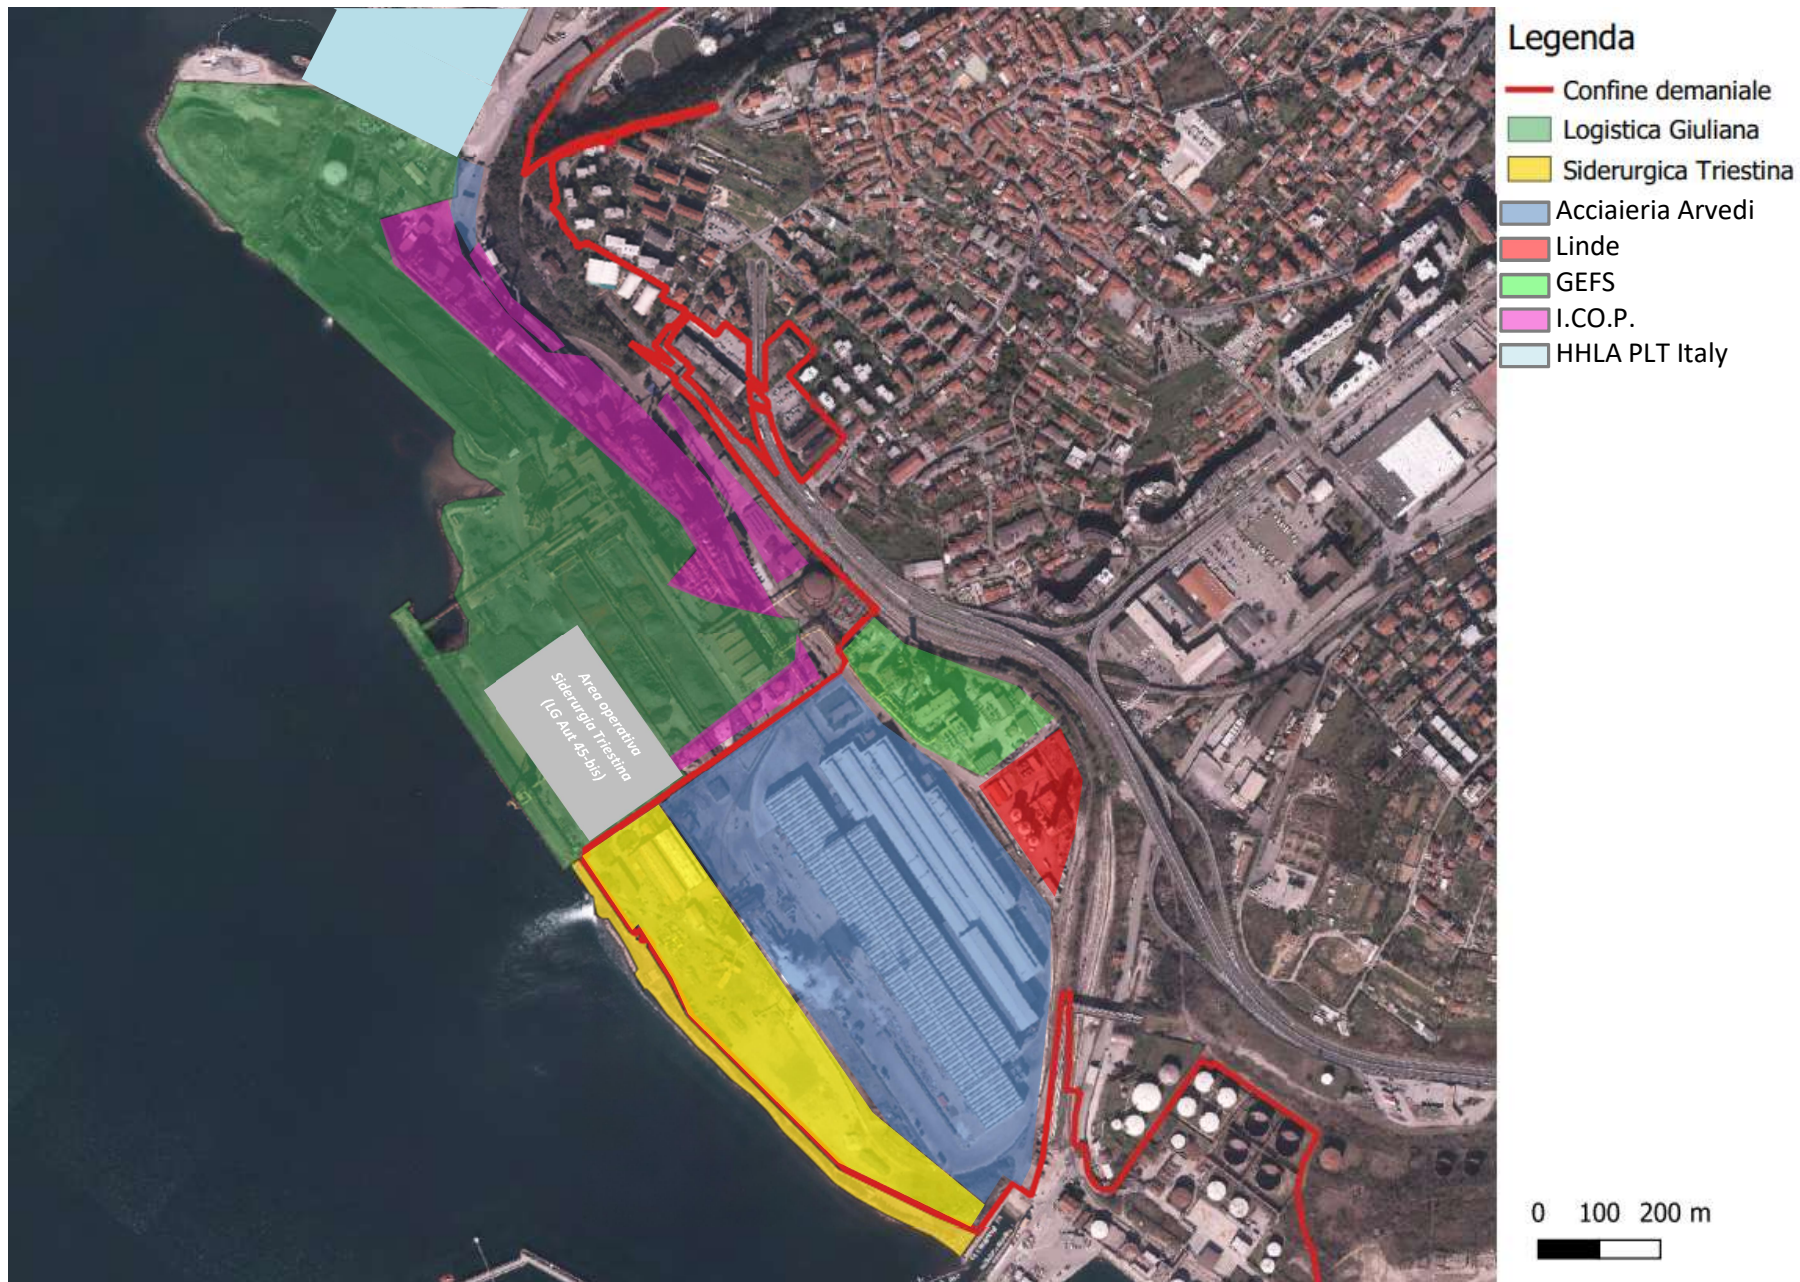 Legenda
Confine demaniale
Logistica Giuliana
Siderurgica Triestina
Acciaieria Arvedi
Linde
GEFS
I.CO.P.
HHLA PLT Italy
Area operativa
Siderurgia Triestina
(LG Aut 45-bis)
0 100 200 m